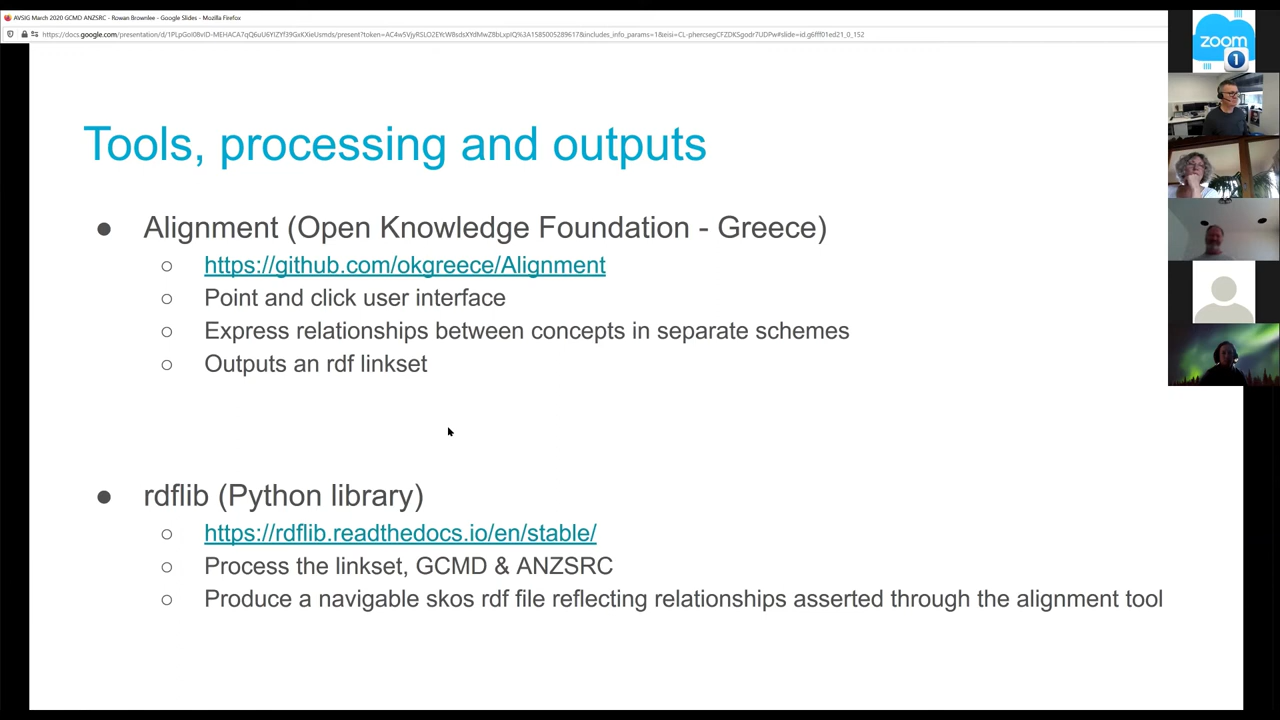 AVSIG March 2020 GCMD ANZSRC - Rowan Brownlee - Google Slides - Mozilla Firefox
zoom
1
Tools, processing and outputs
● Alignment (Open Knowledge Foundation - Greece)
○ https://github.com/okgreece/Alignment
○ Point and click user interface
○ Express relationships between concepts in separate schemes
○ Outputs an rdf linkset
● rdflib (Python library)
○ https://rdflib.readthedocs.io/en/stable/
○ Process the linkset, GCMD & ANZSRC
○ Produce a navigable skos rdf file reflecting relationships asserted through the alignment tool